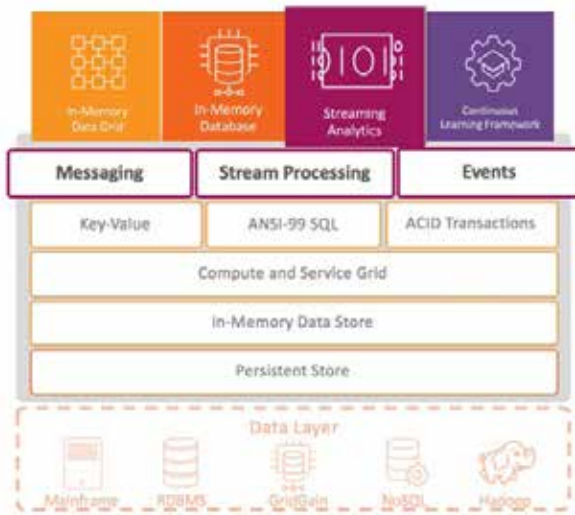 In-Memory
Data Grid
In-Memory
Database
Streaming
Analytics
Continuous
Learning Framework
Messaging
Stream Processing
Events
Key-Value
ANSI-99 SQL
ACID Transactions
Compute and Service Grid
In-Memory Data Store
Persistent Store
Data Layer
Mainframe
RDBMS
GridGain
NoSQL
Hadoop